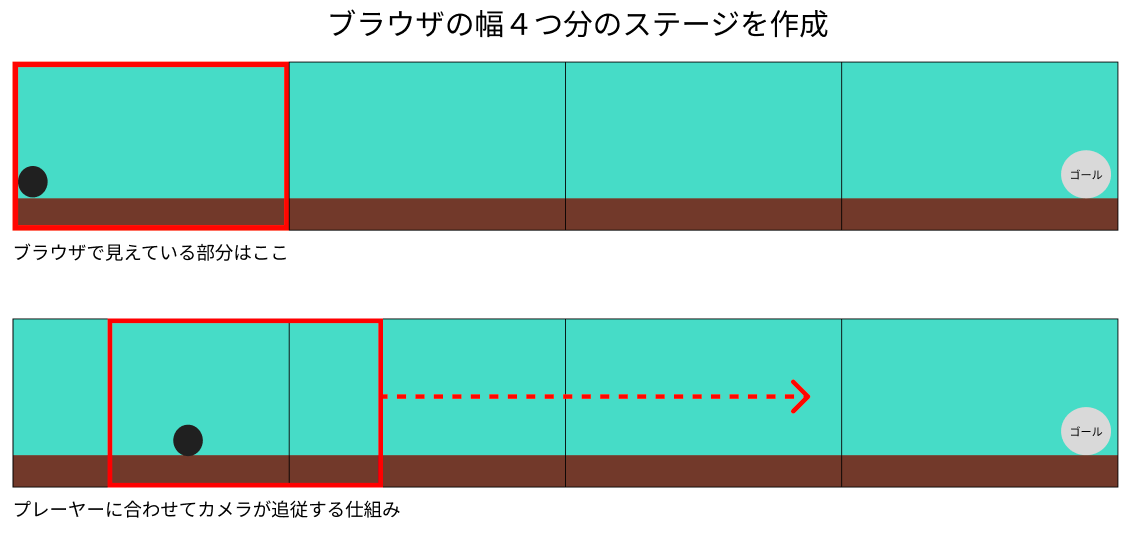 ブラウザの幅４つ分のステージを作成
ゴール
ブラウザで見えている部分はここ
ゴール
プレーヤーに合わせてカメラが追従する仕組み